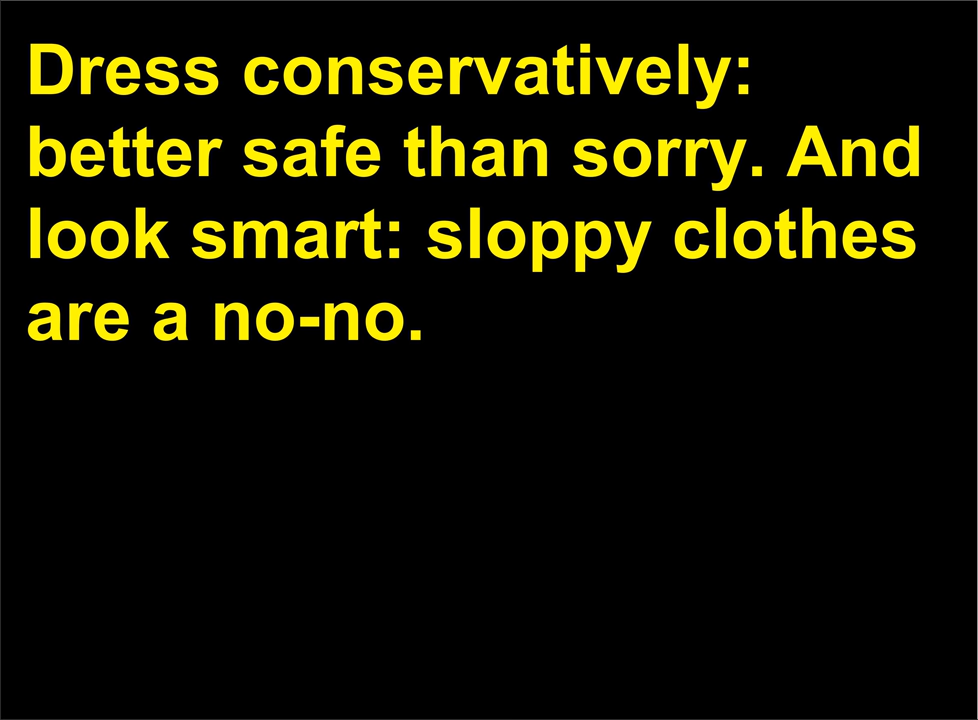 Dress conservatively:
better safe than sorry. And
look smart: sloppy clothes
are a no-no.